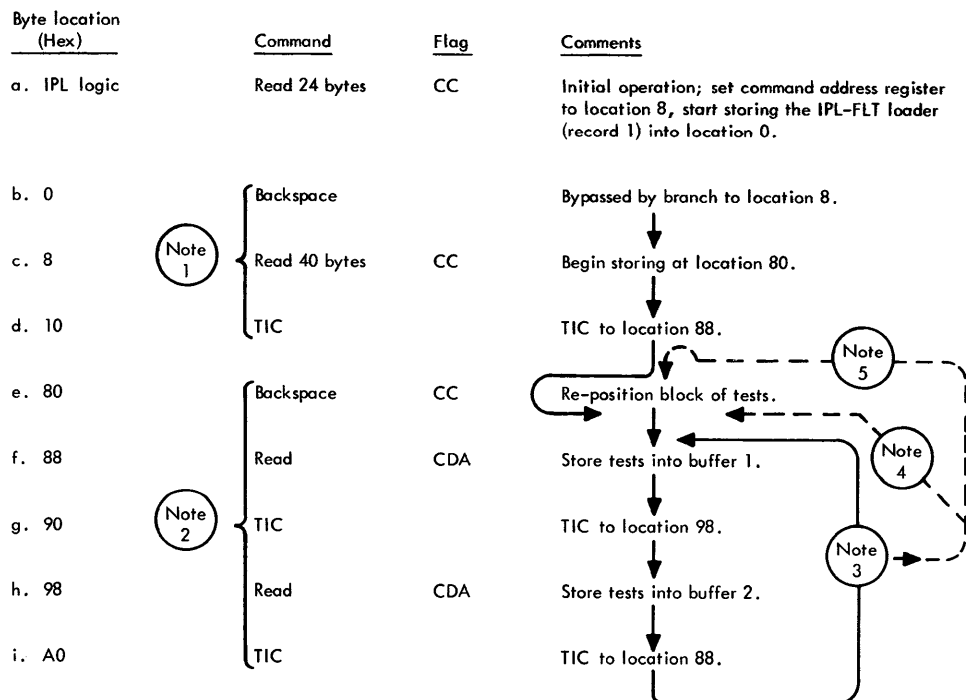 Byte location
(Hex) Command Flag Comments
a. IPL logic Read 24 bytes CC Initial operation; set command address register
to location 8, start storing the IPL-FLT loader
(record 1) into location 0.
b. 0 Backspace Bypassed by branch to location 8.
Note
1
c. 8 Read 40 bytes CC Begin storing at location 80.
d. 10 TIC TIC to location 88.
Note
5
e. 80 Backspace CC Re-position block of tests.
f. 88 Read CDA Store tests into buffer 1.
Note
4
Note
2
g. 90 TIC TIC to location 98.
Note
3
h. 98 Read CDA Store tests into buffer 2.
i. A0 TIC TIC to location 88.